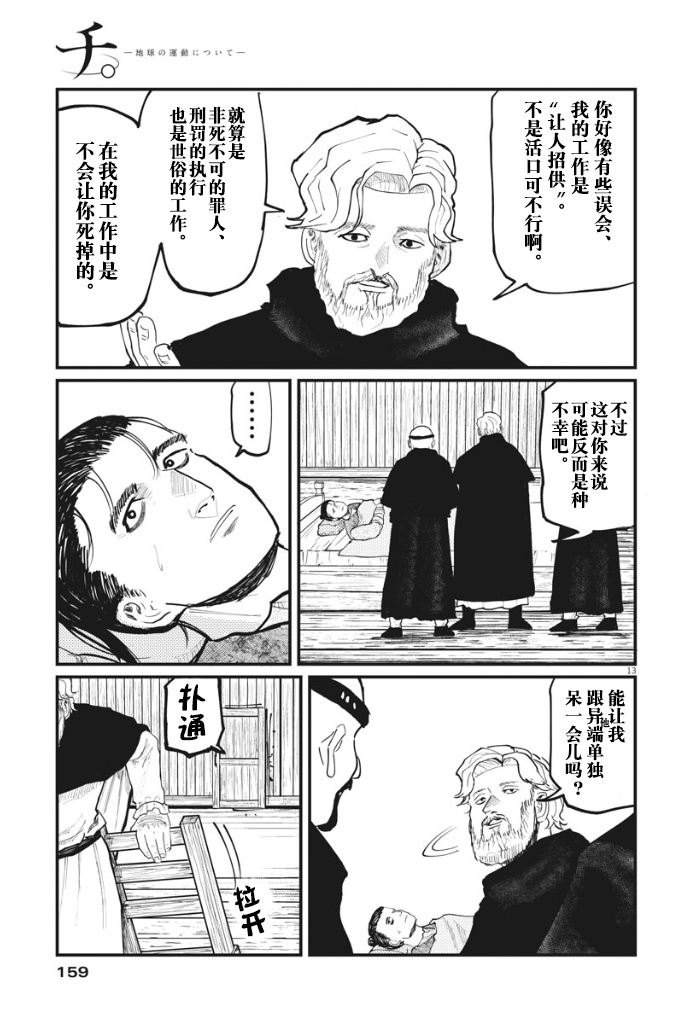 チ。
―地球の運動について―
你好像有些误会、
我的工作是
“让人招供”。
不是活口可不行啊。
就算是
非死不可的罪人、
刑罚的执行
也是世俗的工作。
在我的工作中是
不会让你死掉的。
不过
这对你来说
可能反而是种
不幸吧。
……
13
能让我
跟异端单独
他
呆一会儿吗？
扑通
拉开
159